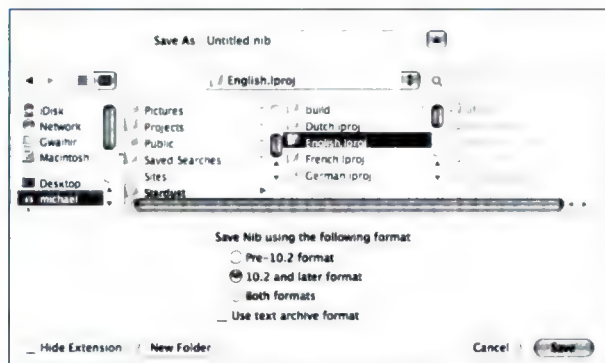 Save As Untitled nib
English.lproj
iDisk
Network
Gwaihir
Macintosh
Desktop
michael
Pictures
Projects
Public
Saved Searches
Sites
Stardust
build
Dutch.lproj
English.lproj
French.lproj
German.lproj
Save Nib using the following format
Pre-10.2 format
10.2 and later format
Both formats
Use text archive format
Hide Extension New Folder Cancel Save